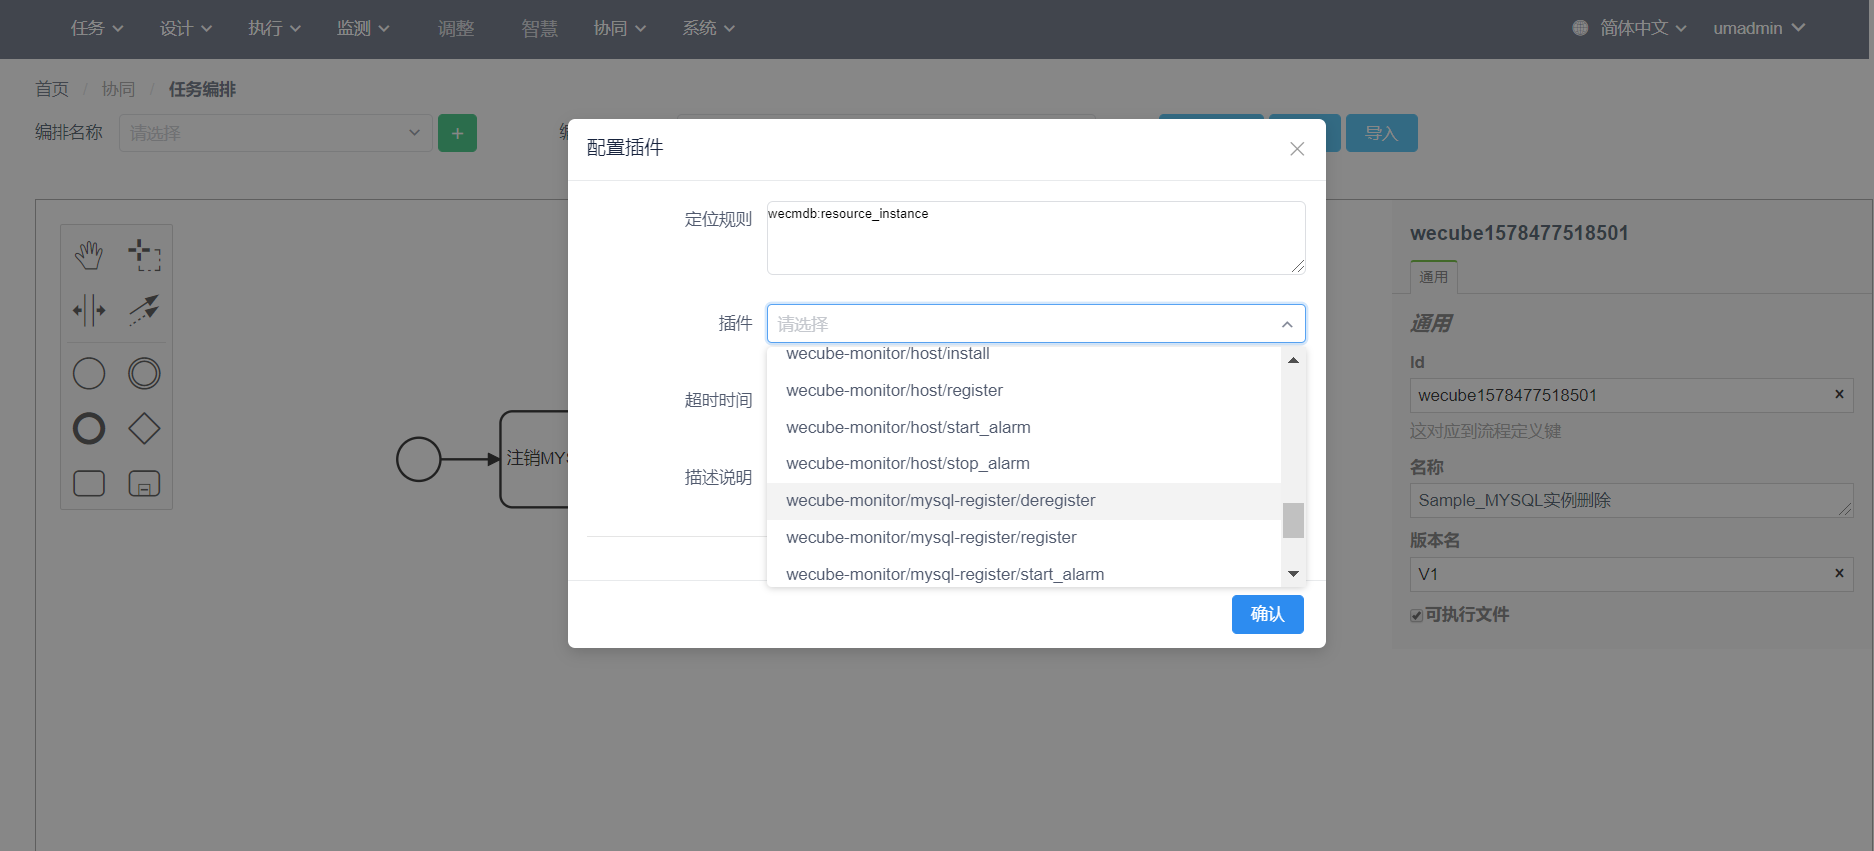 任务 设计 执行 监测 调整 智慧 协同 系统 简体中文 umadmin
首页 / 协同 / 任务编排
编排名称 请选择 + 导入
配置插件
定位规则 wecmdb:resource_instance
插件 请选择
wecube-monitor/host/install
wecube-monitor/host/register
超时时间
wecube-monitor/host/start_alarm
wecube-monitor/host/stop_alarm
描述说明
wecube-monitor/mysql-register/deregister
wecube-monitor/mysql-register/register
wecube-monitor/mysql-register/start_alarm
确认
注销MYS
wecube1578477518501
通用
通用
Id
wecube1578477518501
这对应到流程定义键
名称
Sample_MYSQL实例删除
版本名
V1
可执行文件